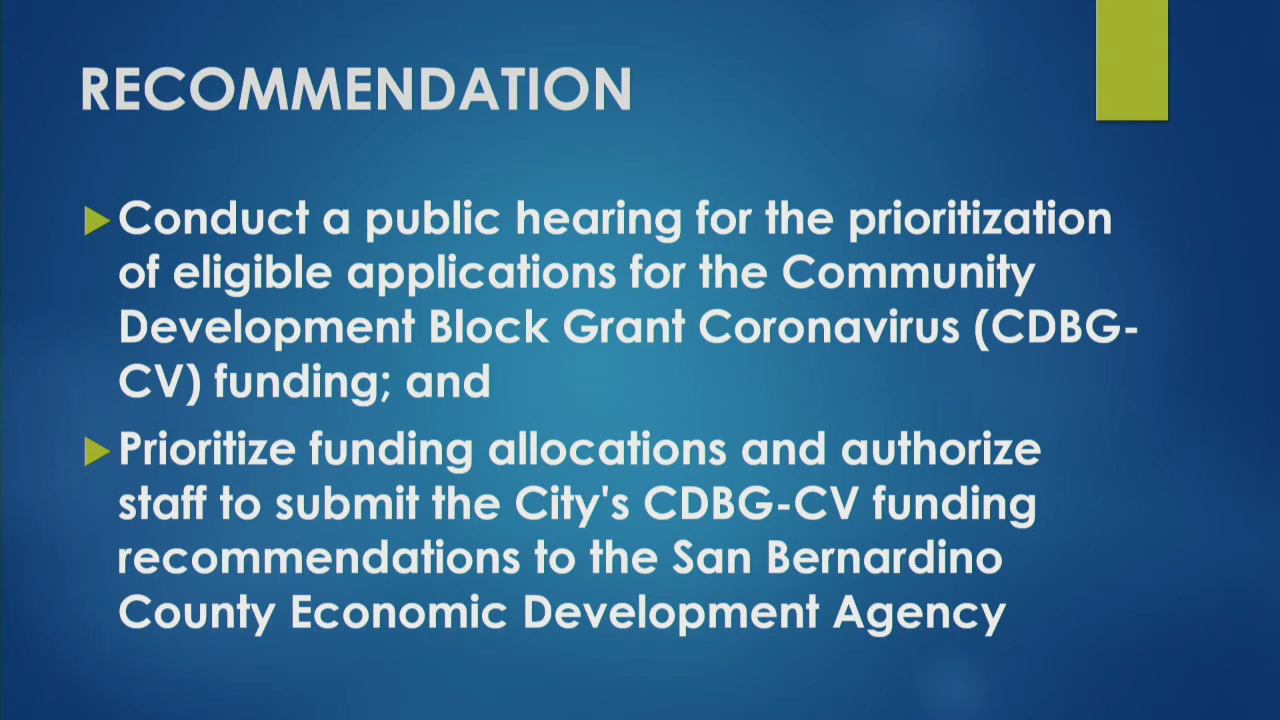 RECOMMENDATION
Conduct a public hearing for the prioritization
of eligible applications for the Community
Development Block Grant Coronavirus (CDBG-
CV) funding; and
Prioritize funding allocations and authorize
staff to submit the City's CDBG-CV funding
recommendations to the San Bernardino
County Economic Development Agency